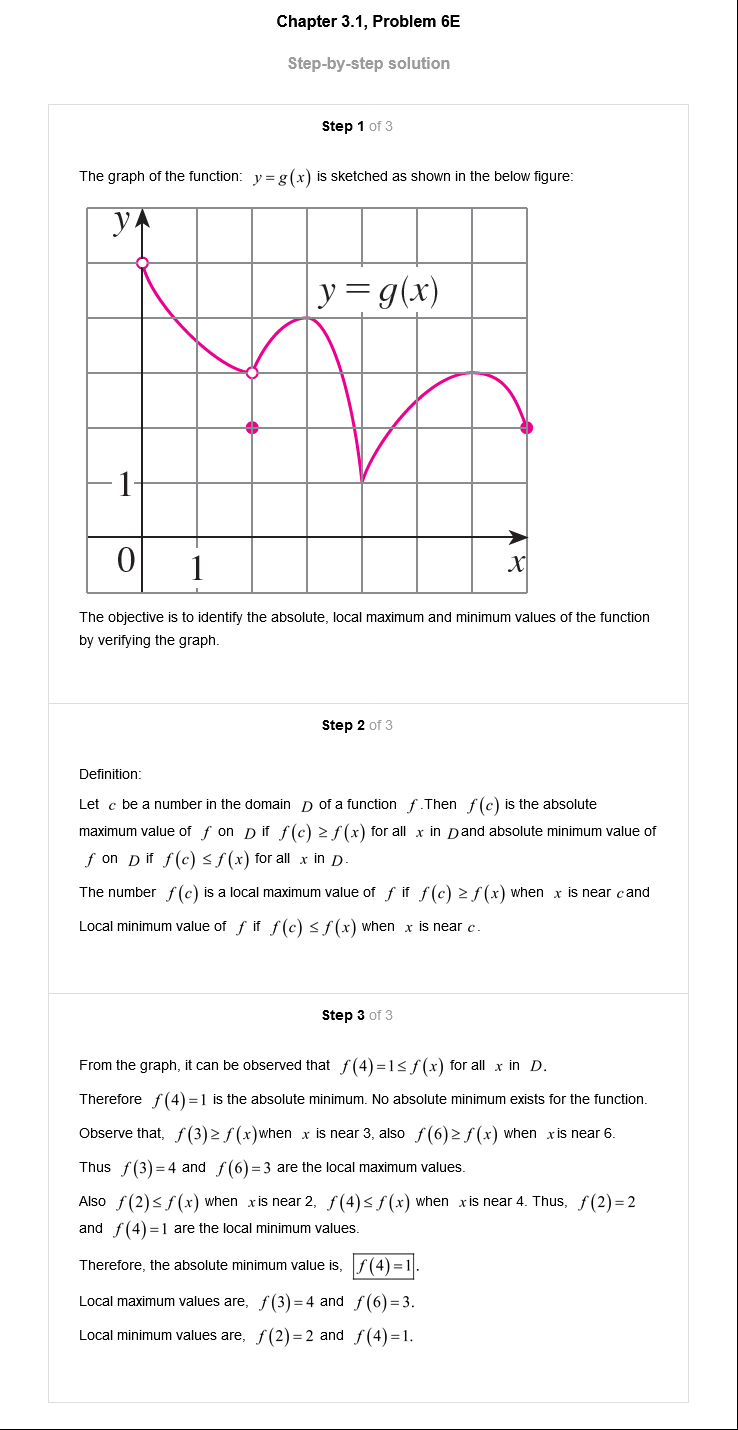 Chapter 3.1, Problem 6E
Step-by-step solution
Step 1 of 3
The graph of the function: y = g(x) is sketched as shown in the below figure:
y
y = g(x)
1
0
1
x
The objective is to identify the absolute, local maximum and minimum values of the function
by verifying the graph.
Step 2 of 3
Definition:
Let c be a number in the domain D of a function f .Then f(c) is the absolute
maximum value of f on D if f(c) ≥ f(x) for all x in D and absolute minimum value of
f on D if f(c) ≤ f(x) for all x in D.
The number f(c) is a local maximum value of f if f(c) ≥ f(x) when x is near c and
Local minimum value of f if f(c) ≤ f(x) when x is near c.
Step 3 of 3
From the graph, it can be observed that f(4)=1≤ f(x) for all x in D.
Therefore f(4)=1 is the absolute minimum. No absolute minimum exists for the function.
Observe that, f(3)≥ f(x) when x is near 3, also f(6)≥ f(x) when x is near 6.
Thus f(3)=4 and f(6)=3 are the local maximum values.
Also f(2)≤ f(x) when x is near 2, f(4)≤ f(x) when x is near 4. Thus, f(2)=2
and f(4)=1 are the local minimum values.
Therefore, the absolute minimum value is, f(4)=1.
Local maximum values are, f(3)=4 and f(6)=3.
Local minimum values are, f(2)=2 and f(4)=1.